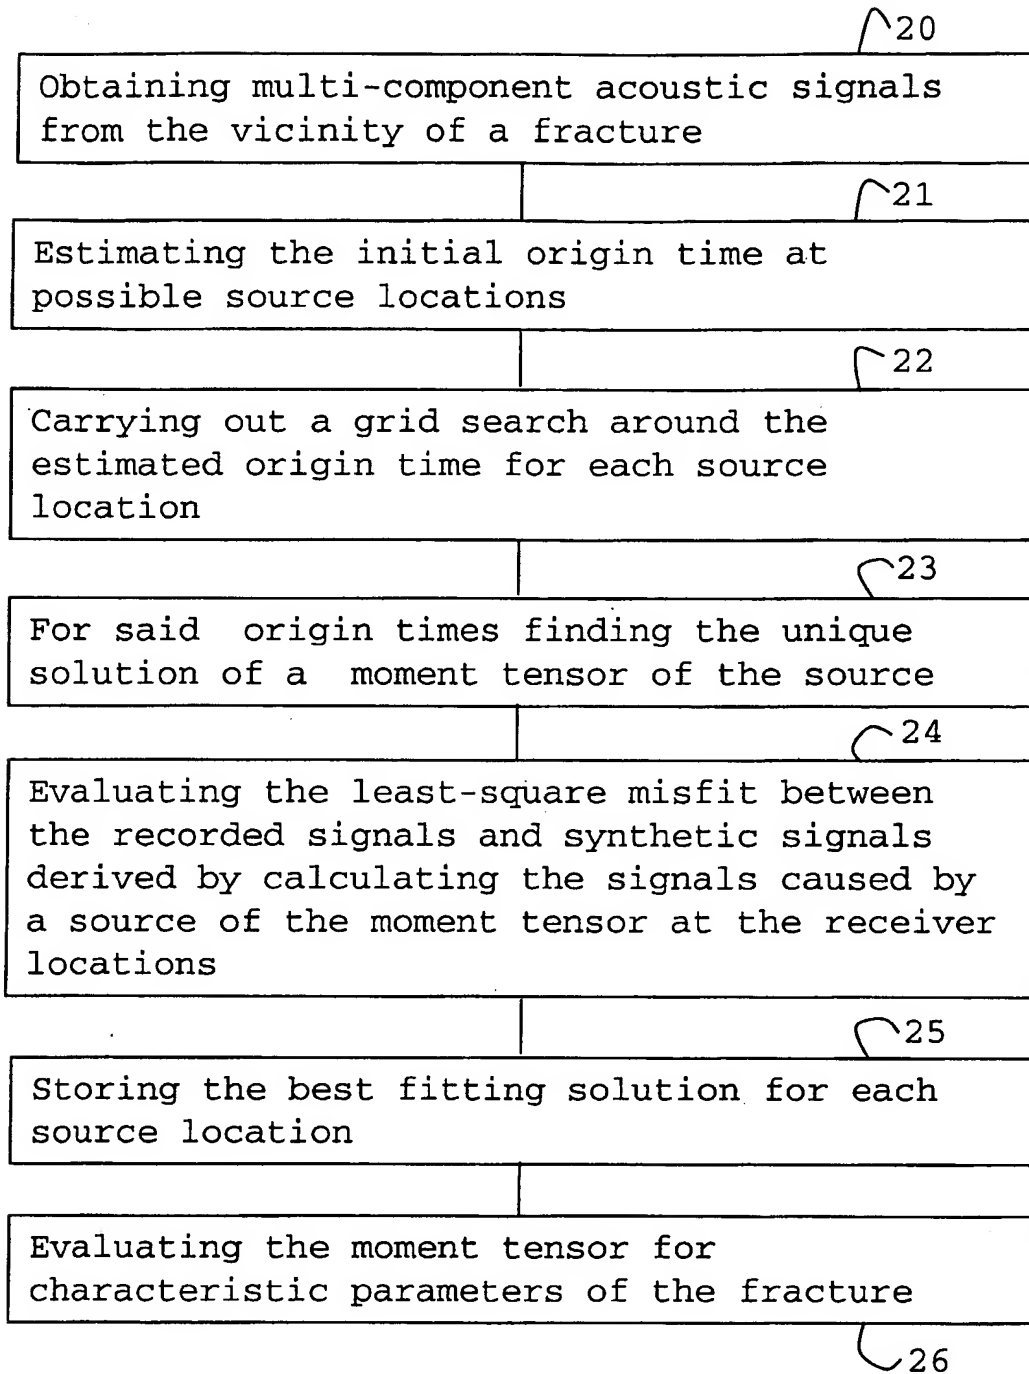 20
Obtaining multi-component acoustic signals
from the vicinity of a fracture
21
Estimating the initial origin time at
possible source locations
22
Carrying out a grid search around the
estimated origin time for each source
location
23
For said origin times finding the unique
solution of a moment tensor of the source
24
Evaluating the least-square misfit between
the recorded signals and synthetic signals
derived by calculating the signals caused by
a source of the moment tensor at the receiver
locations
25
Storing the best fitting solution for each
source location
Evaluating the moment tensor for
characteristic parameters of the fracture
26